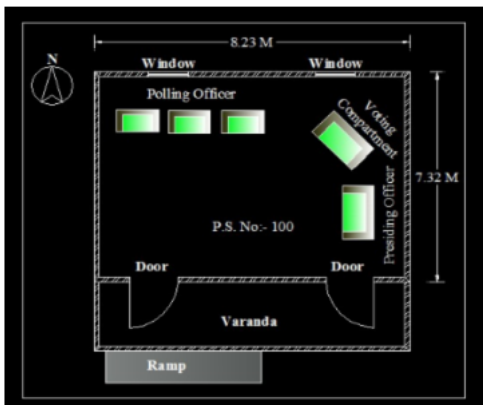 8.23 M
N
Window
Window
Polling Officer
Voting
Compartment
7.32 M
Presiding Officer
P.S. No:- 100
Door
Door
Varanda
Ramp